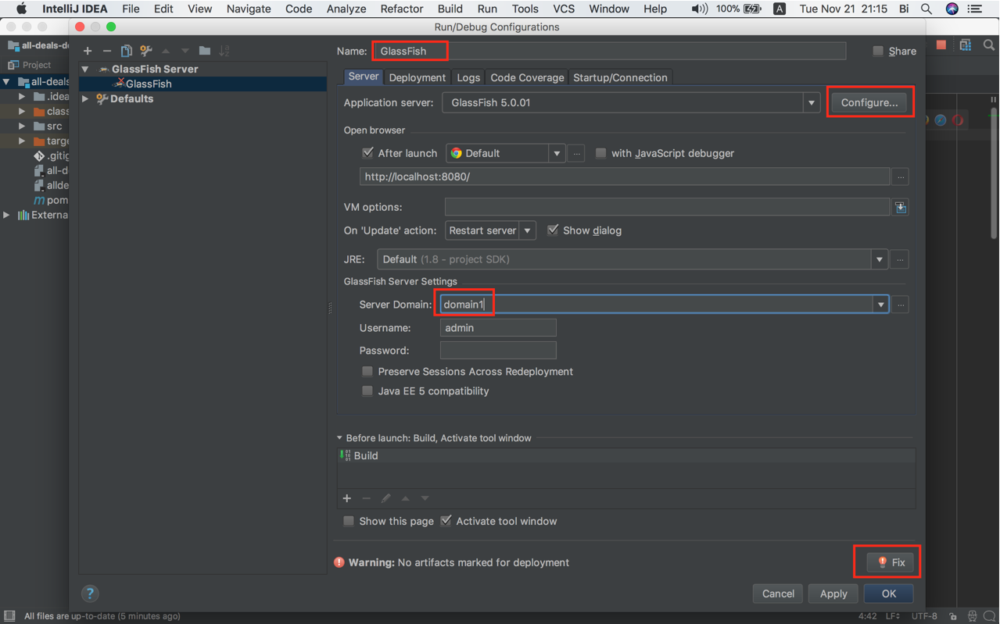 IntelliJ IDEA File Edit View Navigate Code Analyze Refactor Build Run Tools VCS Window Help 100% A Tue Nov 21 21:15 Bi
Run/Debug Configurations
all-deals-de
Project
all-deals
.idea
class
src
targe
.gitig
all-d
allde
pom
Externa
GlassFish Server
GlassFish
Defaults
Name: GlassFish Share
Server Deployment Logs Code Coverage Startup/Connection
Application server: GlassFish 5.0.01 Configure...
Open browser
After launch Default ... with JavaScript debugger
http://localhost:8080/ ...
VM options:
On 'Update' action: Restart server Show dialog
JRE: Default (1.8 - project SDK) ...
GlassFish Server Settings
Server Domain: domain1 ...
Username: admin
Password:
Preserve Sessions Across Redeployment
Java EE 5 compatibility
Before launch: Build, Activate tool window
Build
Show this page Activate tool window
Warning: No artifacts marked for deployment Fix
? Cancel Apply OK
All files are up-to-date (5 minutes ago) 4:42 LF UTF-8